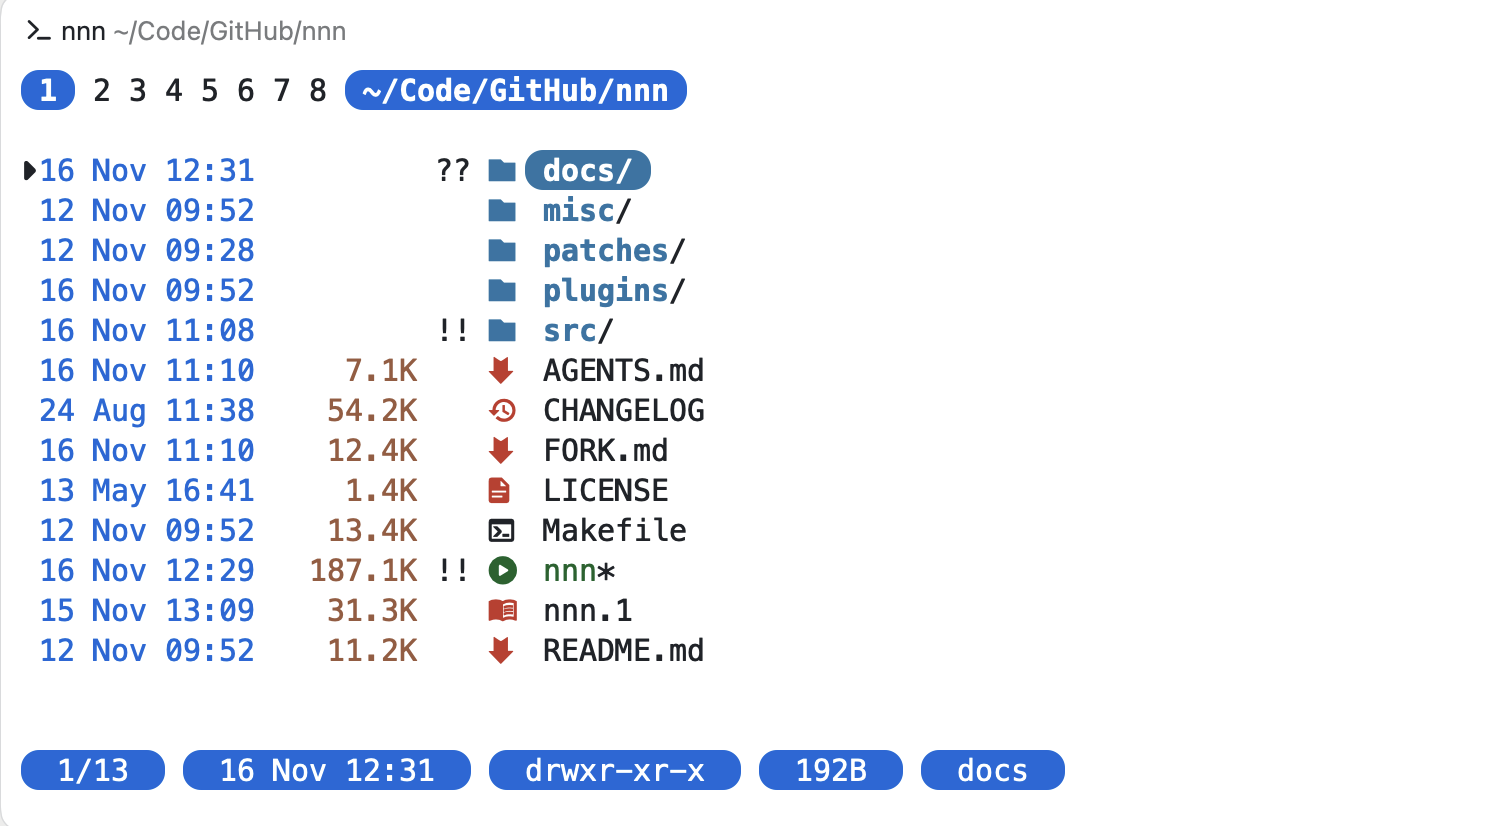 nnn ~/Code/GitHub/nnn
1 2 3 4 5 6 7 8 ~/Code/GitHub/nnn
16 Nov 12:31 ?? docs/
12 Nov 09:52 misc/
12 Nov 09:28 patches/
16 Nov 09:52 plugins/
16 Nov 11:08 !! src/
16 Nov 11:10 7.1K AGENTS.md
24 Aug 11:38 54.2K CHANGELOG
16 Nov 11:10 12.4K FORK.md
13 May 16:41 1.4K LICENSE
12 Nov 09:52 13.4K Makefile
16 Nov 12:29 187.1K !! nnn*
15 Nov 13:09 31.3K nnn.1
12 Nov 09:52 11.2K README.md
1/13 16 Nov 12:31 drwxr-xr-x 192B docs